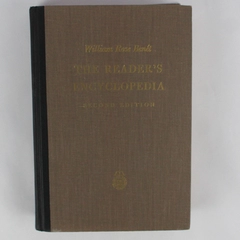 William Rose Benét
THE READER'S
ENCYCLOPEDIA
SECOND EDITION